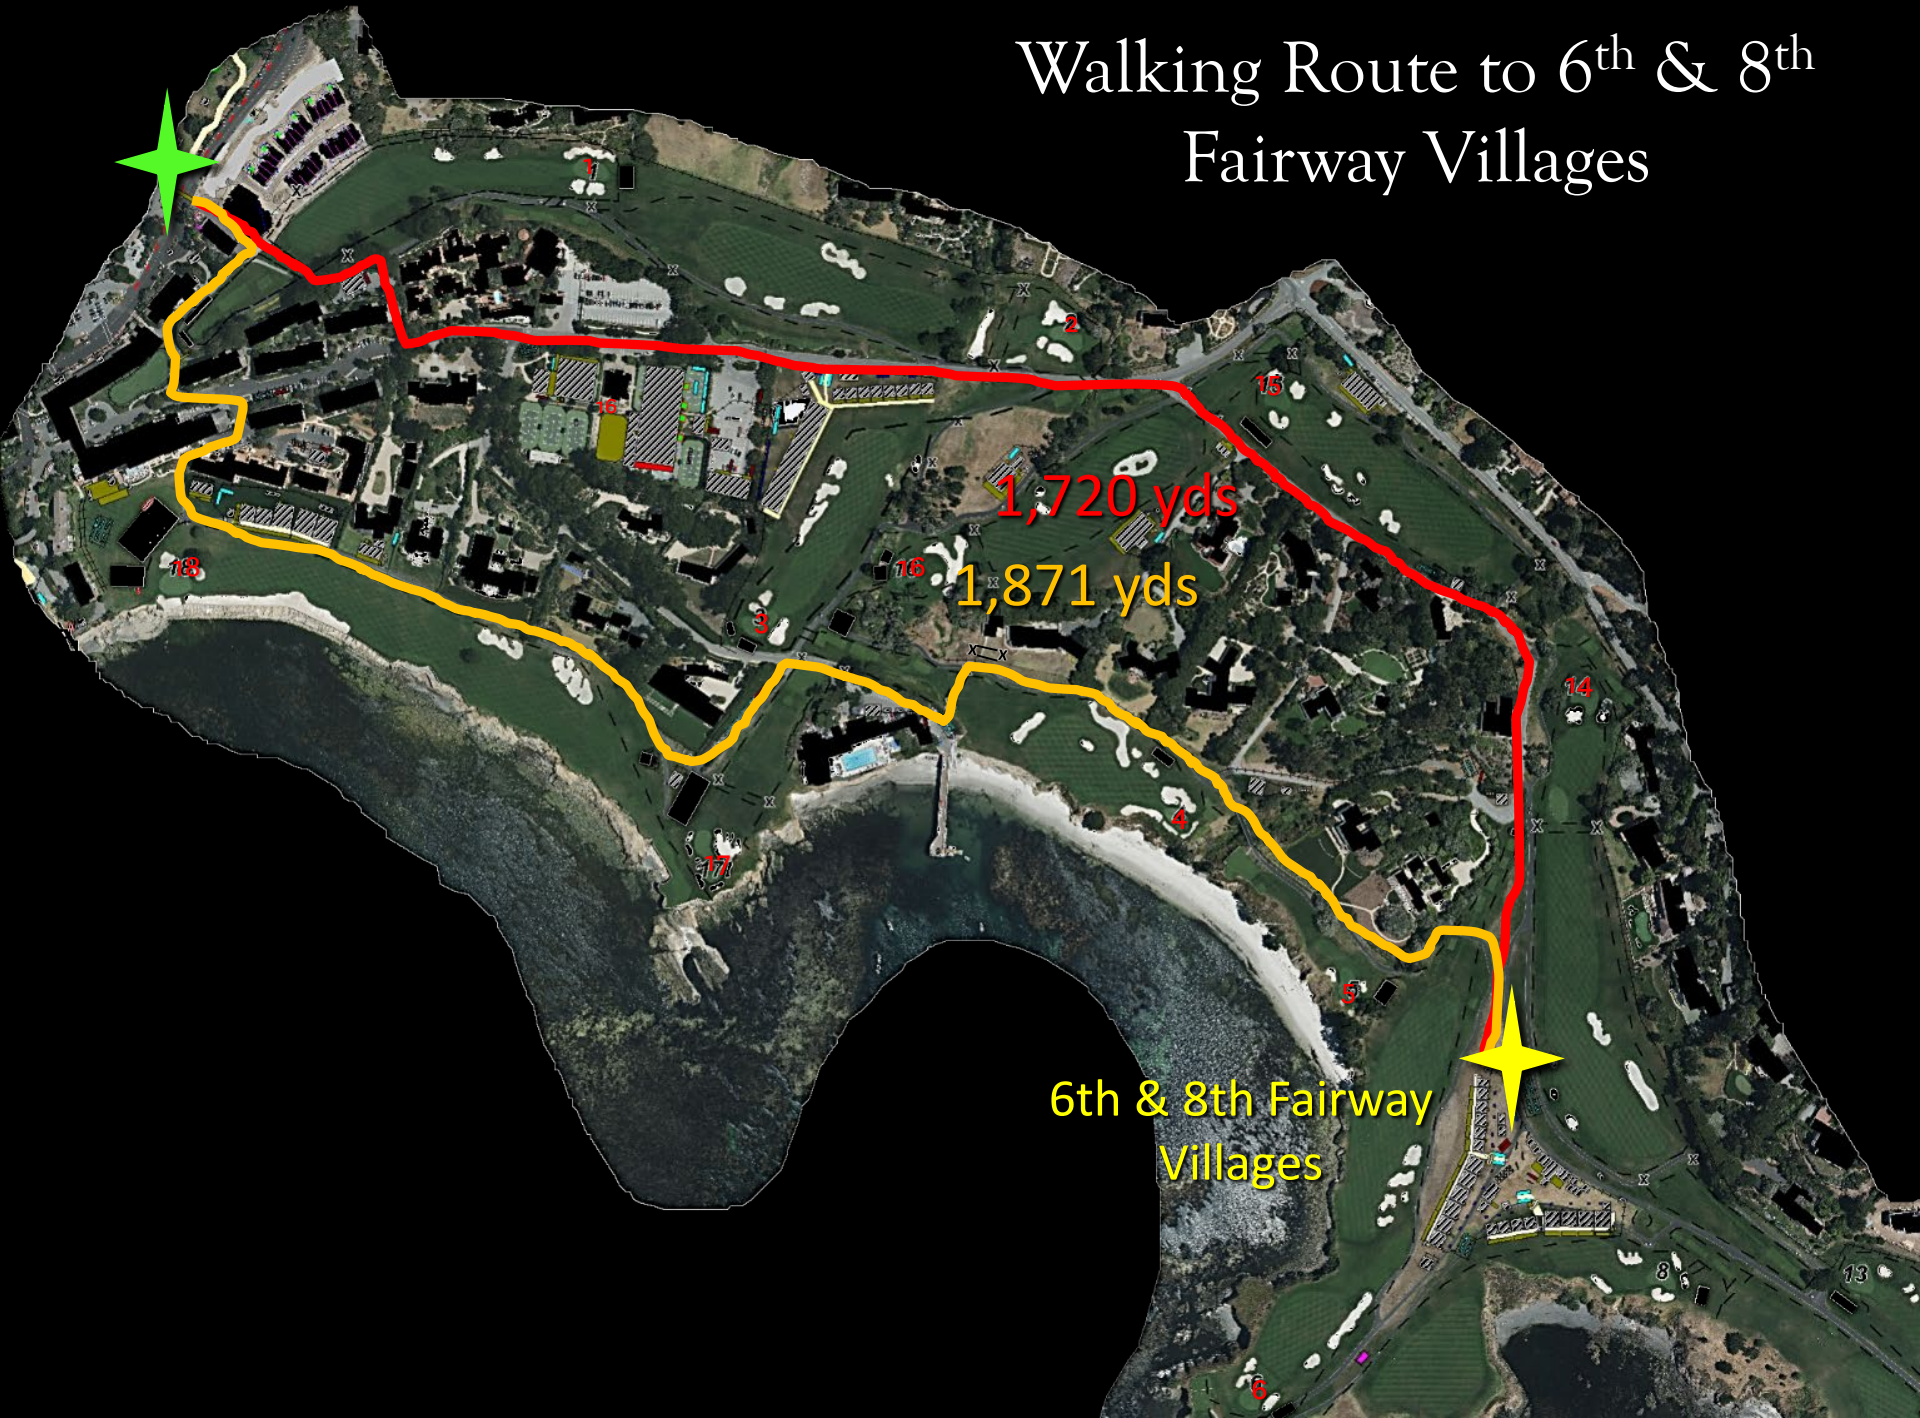 Walking Route to 6th & 8th
Fairway Villages
1
2
15
16
1,720 yds
18
16
1,871 yds
3
14
4
17
5
6th & 8th Fairway
Villages
8
13
6